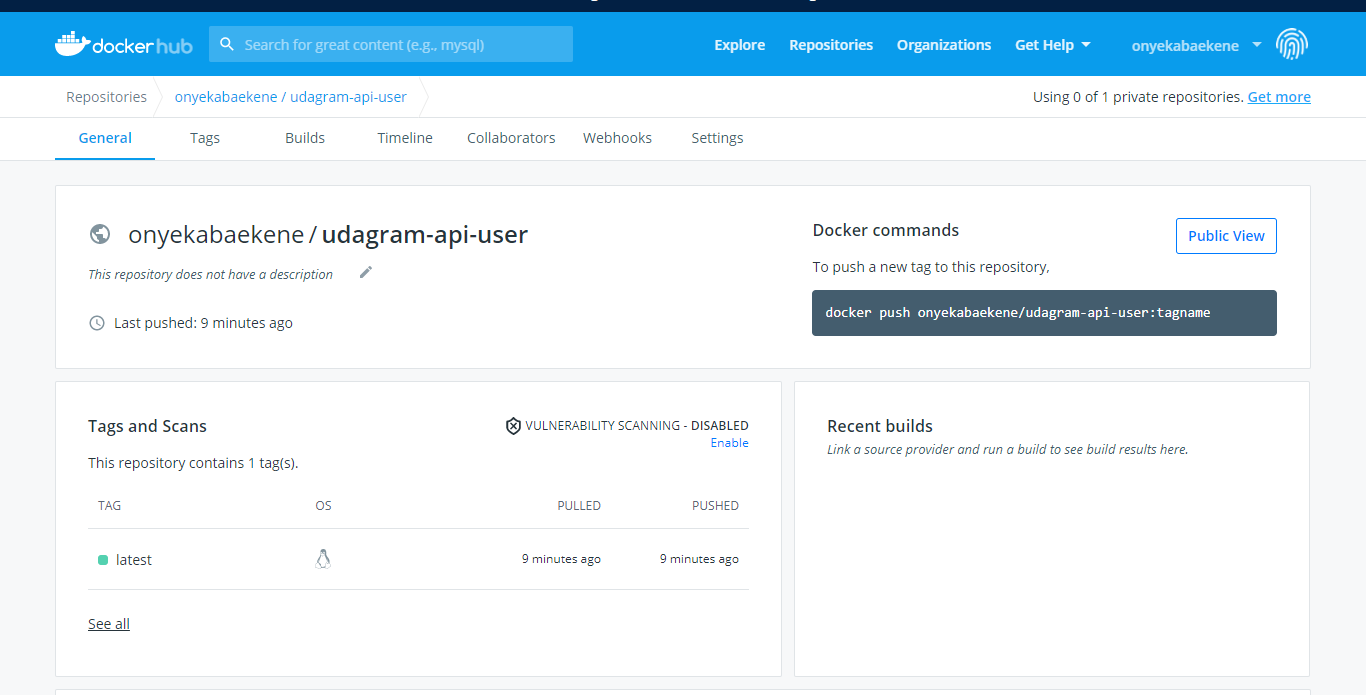 dockerhub
Search for great content (e.g., mysql)
Explore
Repositories
Organizations
Get Help
onyekabaekene
Repositories
onyekabaekene / udagram-api-user
Using 0 of 1 private repositories. Get more
General
Tags
Builds
Timeline
Collaborators
Webhooks
Settings
onyekabaekene / udagram-api-user
This repository does not have a description
Last pushed: 9 minutes ago
Docker commands
Public View
To push a new tag to this repository,
docker push onyekabaekene/udagram-api-user:tagname
Tags and Scans
VULNERABILITY SCANNING - DISABLED
Enable
This repository contains 1 tag(s).
TAG
OS
PULLED
PUSHED
latest
9 minutes ago
9 minutes ago
See all
Recent builds
Link a source provider and run a build to see build results here.